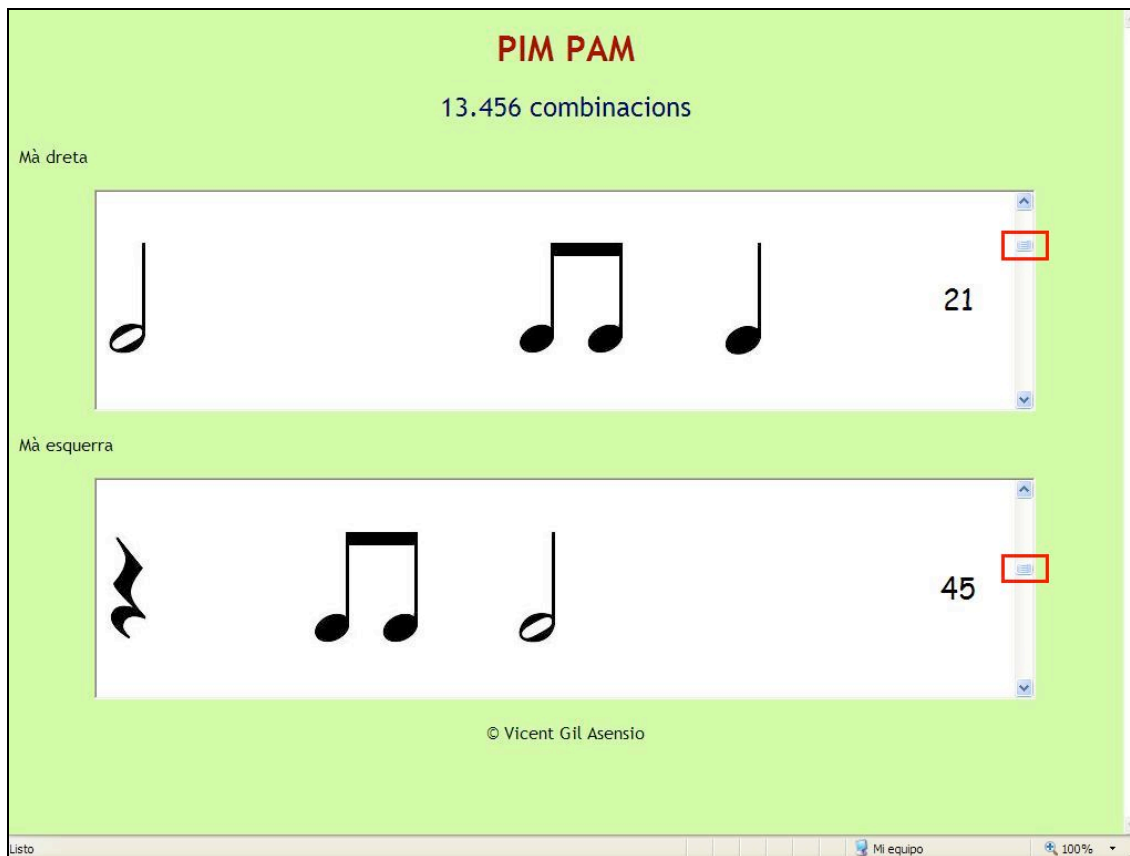 PIM PAM
13.456 combinacions
Mà dreta
21
Mà esquerra
45
© Vicent Gil Asensio
Listo
Mi equipo
100%